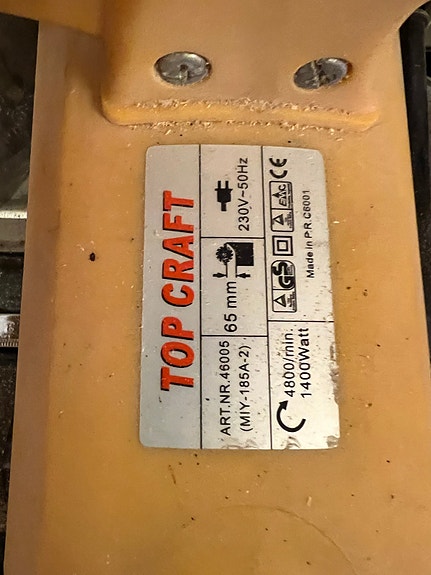 TOP CRAFT
ART.NR.46005
(MIY-185A-2)
65 mm
230V~50Hz
4800/min.
1400Watt
GS
CE
Made in P.R.C6001